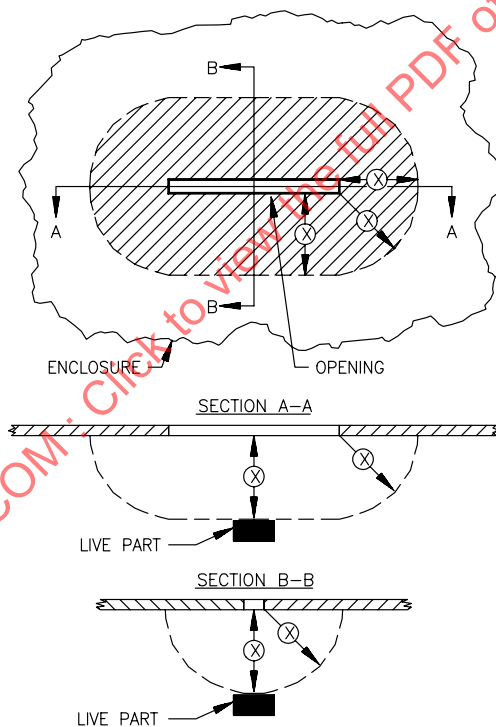 B
X
X
A
A
X
B
ENCLOSURE
OPENING
SECTION A-A
X
X
LIVE PART
SECTION B-B
X
X
LIVE PART
COM : Click to view the full PDF of